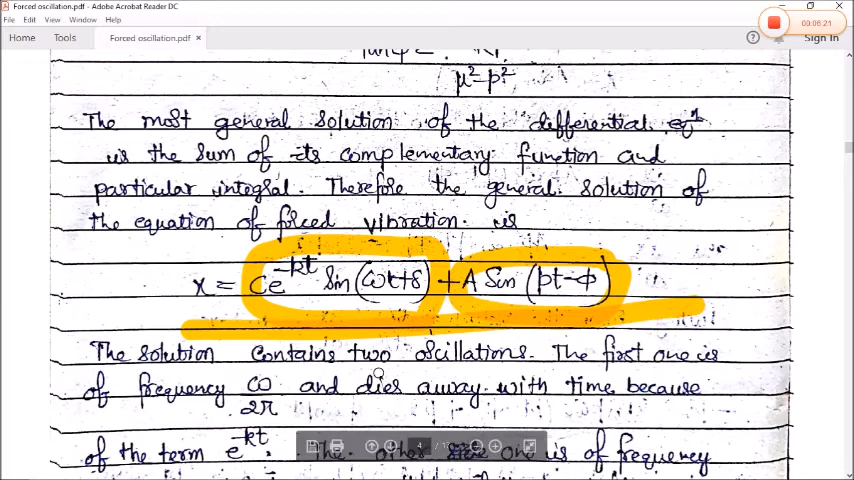 Forced oscillation.pdf - Adobe Acrobat Reader DC
File Edit View Window Help
Home Tools Forced oscillation.pdf ×
00:06:21
Sign In
μ²-p²
The most general solution of the differential eqⁿ
is the sum of its complementary function and
particular integral. Therefore the general solution of
the equation of forced vibration is
x = Ce^-kt Sin(ωt+δ) + A Sin (pt-φ)
The solution contains two oscillations. The first one is
of frequency ω/2π and dies away with time because
of the term e^-kt. The other one is of frequency